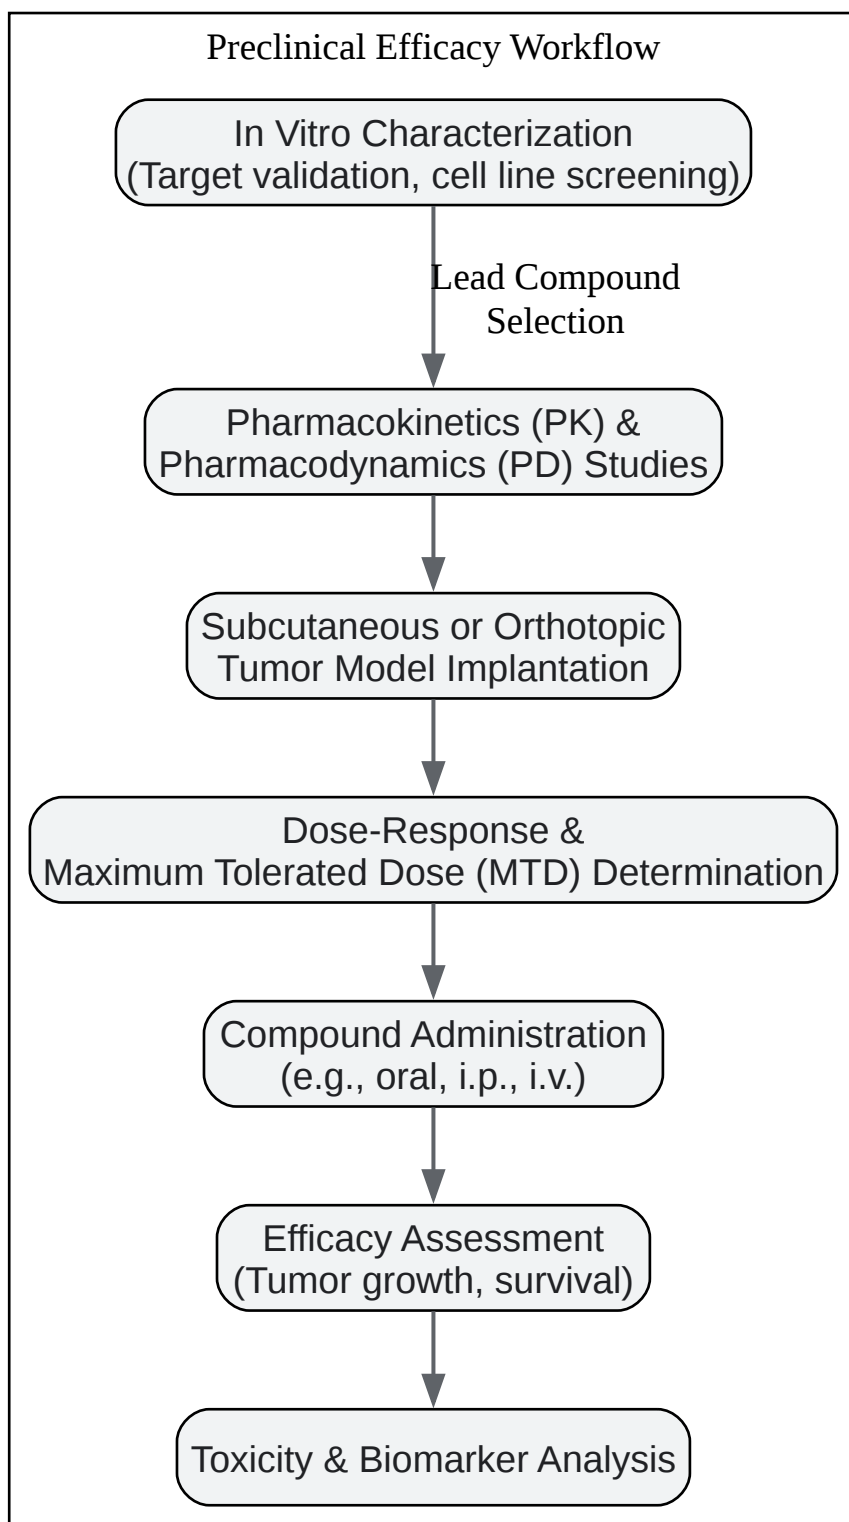 Preclinical Efficacy Workflow
In Vitro Characterization
(Target validation, cell line screening)
Lead Compound
Selection
Pharmacokinetics (PK) &
Pharmacodynamics (PD) Studies
Subcutaneous or Orthotopic
Tumor Model Implantation
Dose-Response &
Maximum Tolerated Dose (MTD) Determination
Compound Administration
(e.g., oral, i.p., i.v.)
Efficacy Assessment
(Tumor growth, survival)
Toxicity & Biomarker Analysis